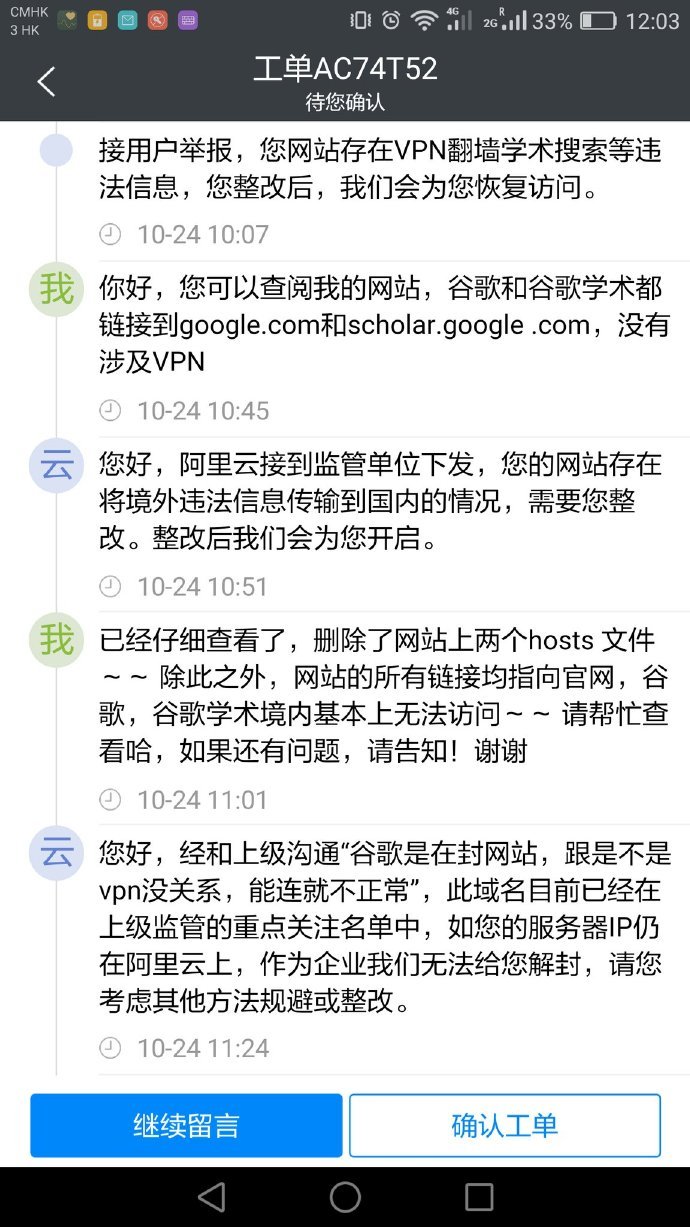 CMHK
3 HK
4G
2G R
33%
12:03
工单AC74T52
待您确认
接用户举报，您网站存在VPN翻墙学术搜索等违
法信息，您整改后，我们会为您恢复访问。
10-24 10:07
我
你好，您可以查阅我的网站，谷歌和谷歌学术都
链接到google.com和scholar.google .com，没有
涉及VPN
10-24 10:45
云
您好，阿里云接到监管单位下发，您的网站存在
将境外违法信息传输到国内的情况，需要您整
改。整改后我们会为您开启。
10-24 10:51
我
已经仔细查看了，删除了网站上两个hosts 文件
～～ 除此之外，网站的所有链接均指向官网，谷
歌，谷歌学术境内基本上无法访问～～ 请帮忙查
看哈，如果还有问题，请告知！谢谢
10-24 11:01
云
您好，经和上级沟通“谷歌是在封网站，跟是不是
vpn没关系，能连就不正常”，此域名目前已经在
上级监管的重点关注名单中，如您的服务器IP仍
在阿里云上，作为企业我们无法给您解封，请您
考虑其他方法规避或整改。
10-24 11:24
继续留言
确认工单